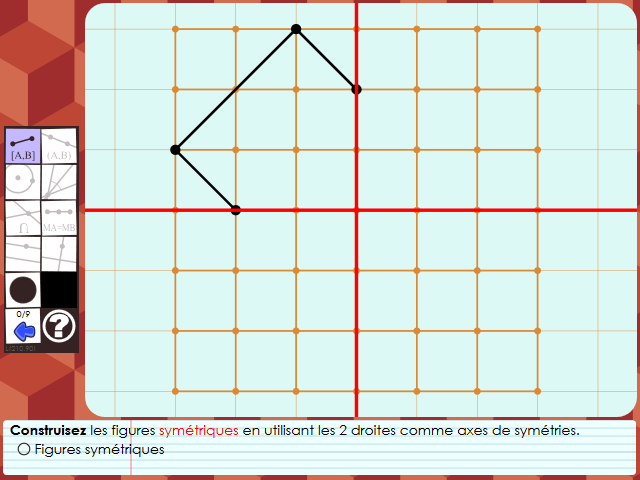 [A,B]
(A,B)
∩
MA=MB
0/9
?
Construisez les figures symétriques en utilisant les 2 droites comme axes de symétries.
Figures symétriques